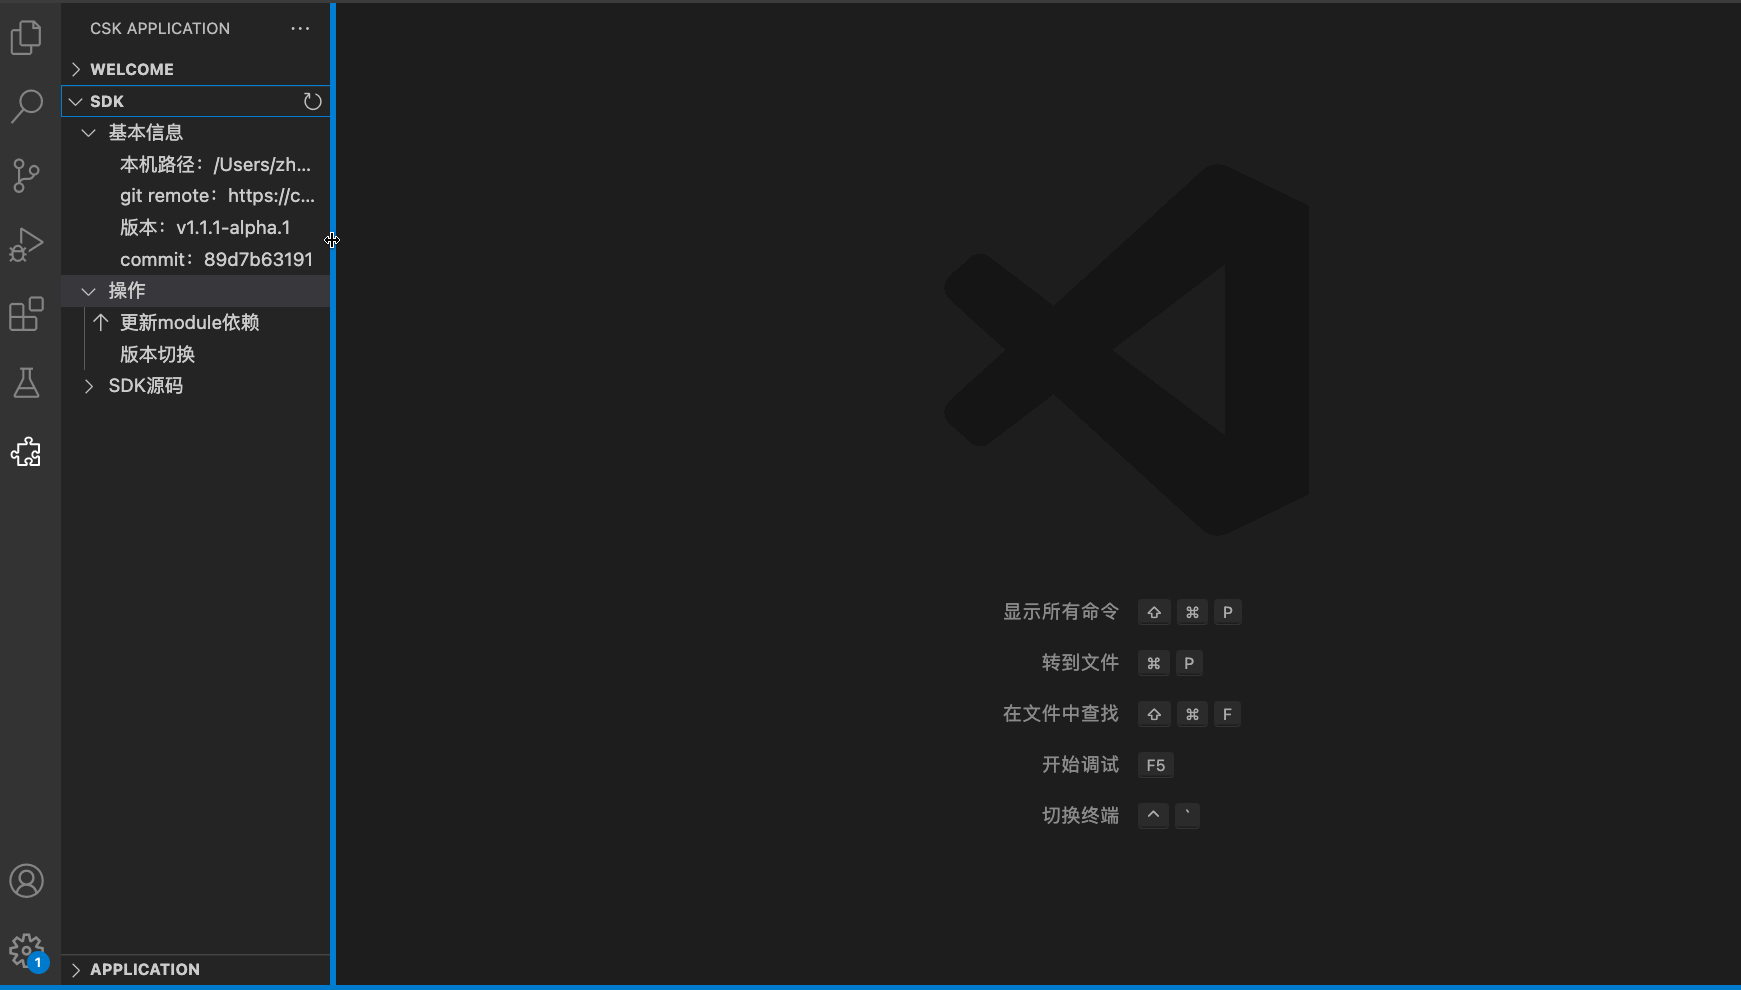 CSK APPLICATION
WELCOME
SDK
基本信息
本机路径：/Users/zh...
git remote：https://c...
版本：v1.1.1-alpha.1
commit：89d7b63191
操作
更新module依赖
版本切换
SDK源码
显示所有命令 ⇧ ⌘ P
转到文件 ⌘ P
在文件中查找 ⇧ ⌘ F
开始调试 F5
切换终端 ^ `
1
APPLICATION